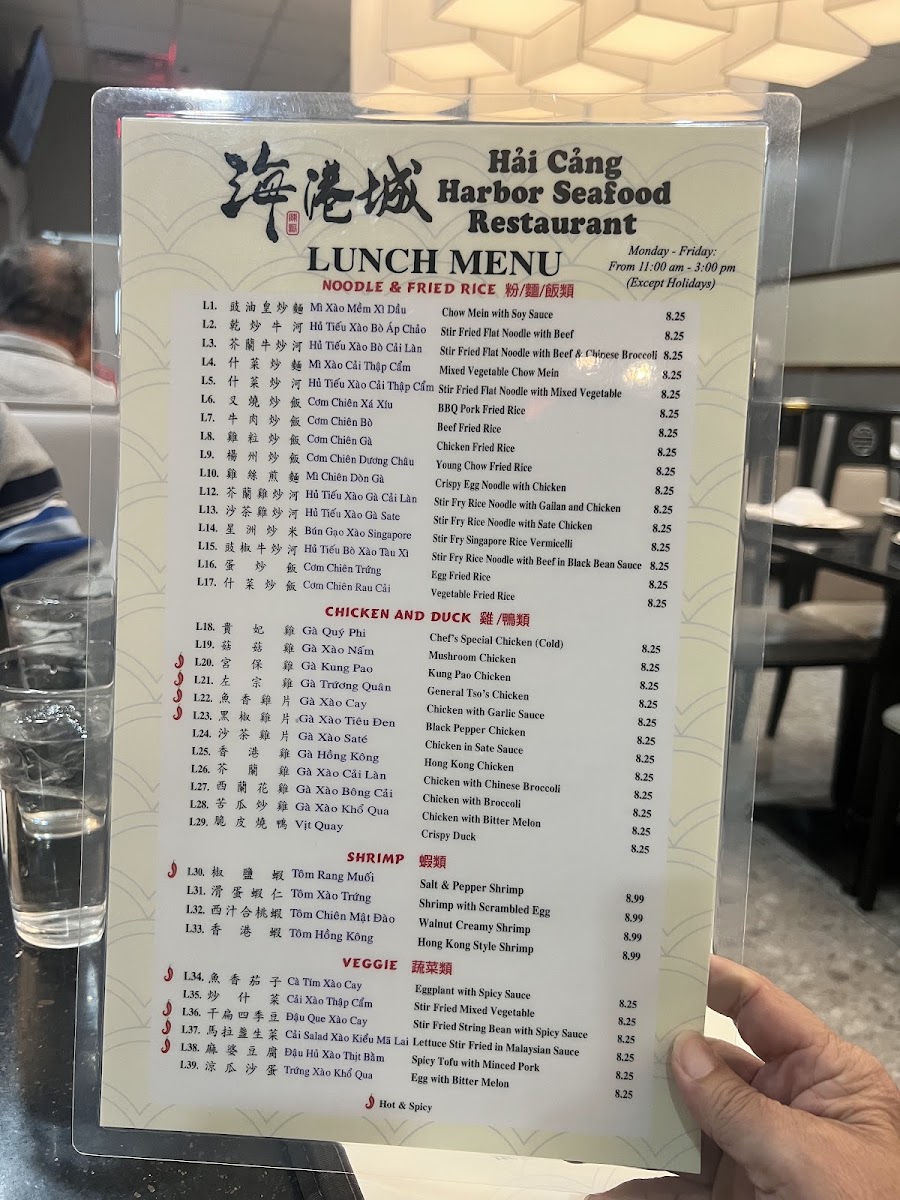 海港城
Hải Cảng
Harbor Seafood
Restaurant
LUNCH MENU
Monday - Friday:
From 11:00 am - 3:00 pm
(Except Holidays)
NOODLE & FRIED RICE 粉/麵/飯類
L1. 豉油皇炒麵 Mì Xào Mềm Xì Dầu Chow Mein with Soy Sauce 8.25
L2. 乾炒牛河 Hủ Tiếu Xào Bò Áp Chảo Stir Fried Flat Noodle with Beef 8.25
L3. 芥蘭牛炒河 Hủ Tiếu Xào Bò Cải Làn Stir Fried Flat Noodle with Beef & Chinese Broccoli 8.25
L4. 什菜炒麵 Mì Xào Cải Thập Cẩm Mixed Vegetable Chow Mein 8.25
L5. 什菜炒河 Hủ Tiếu Xào Cải Thập Cẩm Stir Fried Flat Noodle with Mixed Vegetable 8.25
L6. 叉燒炒飯 Cơm Chiên Xá Xíu BBQ Pork Fried Rice 8.25
L7. 牛肉炒飯 Cơm Chiên Bò Beef Fried Rice 8.25
L8. 雞粒炒飯 Cơm Chiên Gà Chicken Fried Rice 8.25
L9. 楊州炒飯 Cơm Chiên Dương Châu Young Chow Fried Rice 8.25
L10. 雞絲煎麵 Mì Chiên Dòn Gà Crispy Egg Noodle with Chicken 8.25
L12. 芥蘭雞炒河 Hủ Tiếu Xào Gà Cải Làn Stir Fry Rice Noodle with Gailan and Chicken 8.25
L13. 沙茶雞炒河 Hủ Tiếu Xào Gà Sate Stir Fry Rice Noodle with Sate Chicken 8.25
L14. 星洲炒米 Bún Gạo Xào Singapore Stir Fry Singapore Rice Vermicelli 8.25
L15. 豉椒牛炒河 Hủ Tiếu Bò Xào Tàu Xì Stir Fry Rice Noodle with Beef in Black Bean Sauce 8.25
L16. 蛋炒飯 Cơm Chiên Trứng Egg Fried Rice 8.25
L17. 什菜炒飯 Cơm Chiên Rau Cải Vegetable Fried Rice 8.25
CHICKEN AND DUCK 雞/鴨類
L18. 貴妃雞 Gà Quý Phi Chef's Special Chicken (Cold) 8.25
L19. 菇菇雞 Gà Xào Nấm Mushroom Chicken 8.25
L20. 宮保雞 Gà Kung Pao Kung Pao Chicken 8.25
L21. 左宗雞 Gà Trương Quân General Tso's Chicken 8.25
L22. 魚香雞片 Gà Xào Cay Chicken with Garlic Sauce 8.25
L23. 黑椒雞片 Gà Xào Tiêu Đen Black Pepper Chicken 8.25
L24. 沙茶雞片 Gà Xào Saté Chicken in Sate Sauce 8.25
L25. 香港雞 Gà Hồng Kông Hong Kong Chicken 8.25
L26. 芥蘭雞 Gà Xào Cải Làn Chicken with Chinese Broccoli 8.25
L27. 西蘭花雞 Gà Xào Bông Cải Chicken with Broccoli 8.25
L28. 苦瓜炒雞 Gà Xào Khổ Qua Chicken with Bitter Melon 8.25
L29. 脆皮燒鴨 Vịt Quay Crispy Duck 8.25
SHRIMP 蝦類
L30. 椒鹽蝦 Tôm Rang Muối Salt & Pepper Shrimp 8.99
L31. 滑蛋蝦仁 Tôm Xào Trứng Shrimp with Scrambled Egg 8.99
L32. 西汁合桃蝦 Tôm Chiên Mật Đào Walnut Creamy Shrimp 8.99
L33. 香港蝦 Tôm Hồng Kông Hong Kong Style Shrimp 8.99
VEGGIE 蔬菜類
L34. 魚香茄子 Cà Tím Xào Cay Eggplant with Spicy Sauce 8.25
L35. 炒什菜 Cải Xào Thập Cẩm Stir Fried Mixed Vegetable 8.25
L36. 干扁四季豆 Đậu Que Xào Cay Stir Fried String Bean with Spicy Sauce 8.25
L37. 馬拉盞生菜 Cải Salad Xào Kiểu Mã Lai Lettuce Stir Fried in Malaysian Sauce 8.25
L38. 麻婆豆腐 Đậu Hủ Xào Thịt Bằm Spicy Tofu with Minced Pork 8.25
L39. 涼瓜沙蛋 Trứng Xào Khổ Qua Egg with Bitter Melon 8.25
Hot & Spicy